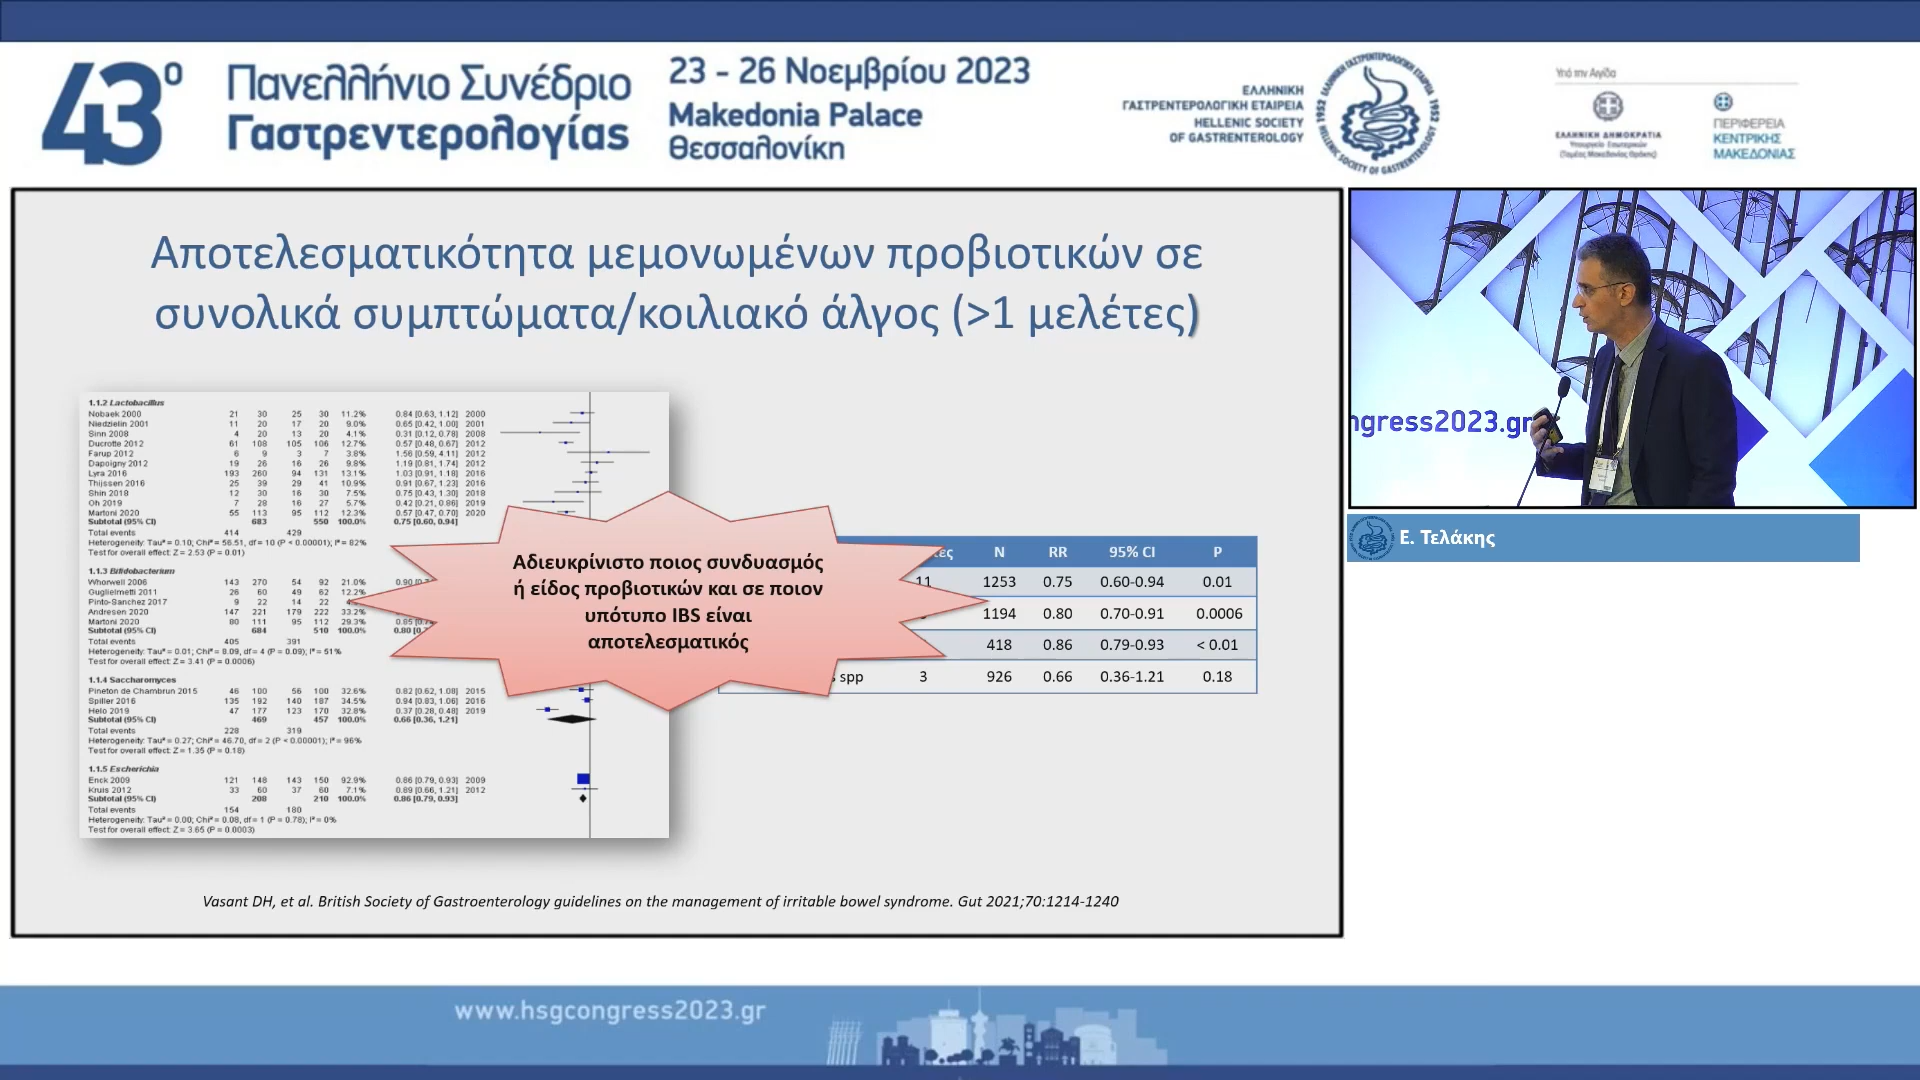 43ο
Πανελλήνιο Συνέδριο
Γαστρεντερολογίας
23 - 26 Νοεμβρίου 2023
Makedonia Palace
Θεσσαλονίκη
ΕΛΛΗΝΙΚΗ
ΓΑΣΤΡΕΝΤΕΡΟΛΟΓΙΚΗ ΕΤΑΙΡΕΙΑ
HELLENIC SOCIETY
OF GASTRENTEROLOGY
Υπό την Αιγίδα
ΕΛΛΗΝΙΚΗ ΔΗΜΟΚΡΑΤΙΑ
Υπουργείο Εσωτερικών
(Τομέας Μακεδονίας Θράκης)
ΠΕΡΙΦΕΡΕΙΑ
ΚΕΝΤΡΙΚΗΣ
ΜΑΚΕΔΟΝΙΑΣ
Αποτελεσματικότητα μεμονωμένων προβιοτικών σε
συνολικά συμπτώματα/κοιλιακό άλγος (>1 μελέτες)
1.1.2 Lactobacillus
Nobaek 2000 21 30 25 30 11.2% 0.84 [0.63, 1.12] 2000
Niedzielin 2001 11 20 17 20 9.0% 0.65 [0.42, 1.00] 2001
Sinn 2008 4 20 13 20 4.1% 0.31 [0.12, 0.78] 2008
Ducrotte 2012 61 108 105 106 12.7% 0.57 [0.48, 0.67] 2012
Farup 2012 6 9 3 7 3.8% 1.56 [0.59, 4.11] 2012
Dapoigny 2012 19 26 16 26 9.8% 1.19 [0.81, 1.74] 2012
Lyra 2016 193 260 94 131 13.1% 1.03 [0.91, 1.18] 2016
Thijssen 2016 25 39 29 41 10.9% 0.91 [0.67, 1.23] 2016
Shin 2018 12 30 16 30 7.5% 0.75 [0.43, 1.30] 2018
Oh 2019 7 28 16 27 5.7% 0.42 [0.21, 0.86] 2019
Martoni 2020 55 113 95 112 12.3% 0.57 [0.47, 0.70] 2020
Subtotal (95% CI) 683 550 100.0% 0.75 [0.60, 0.94]
Total events 414 429
Heterogeneity: Tau² = 0.10; Chi² = 56.51, df = 10 (P < 0.00001); I² = 82%
Test for overall effect: Z = 2.53 (P = 0.01)
1.1.3 Bifidobacterium
Whorwell 2006 143 270 54 92 21.0%
Guglielmetti 2011 26 60 49 62 12.2%
Pinto-Sanchez 2017 9 22 14 22
Andresen 2020 147 221 179 222 33.2%
Martoni 2020 80 111 95 112 29.3%
Subtotal (95% CI) 684 510 100.0%
Total events 405 391
Heterogeneity: Tau² = 0.01; Chi² = 8.09, df = 4 (P = 0.09); I² = 51%
Test for overall effect: Z = 3.41 (P = 0.0006)
1.1.4 Saccharomyces
Pineton de Chambrun 2015 46 100 56 100 32.6% 0.82 [0.62, 1.08] 2015
Spiller 2016 135 192 140 187 34.5% 0.94 [0.83, 1.06] 2016
Helo 2019 47 177 123 170 32.8% 0.37 [0.28, 0.48] 2019
Subtotal (95% CI) 469 457 100.0% 0.66 [0.36, 1.21]
Total events 228 319
Heterogeneity: Tau² = 0.27; Chi² = 46.70, df = 2 (P < 0.00001); I² = 96%
Test for overall effect: Z = 1.35 (P = 0.18)
1.1.5 Escherichia
Enck 2009 121 148 143 150 92.9% 0.86 [0.79, 0.93] 2009
Kruis 2012 33 60 37 60 7.1% 0.89 [0.66, 1.21] 2012
Subtotal (95% CI) 208 210 100.0% 0.86 [0.79, 0.93]
Total events 154 180
Heterogeneity: Tau² = 0.00; Chi² = 0.08, df = 1 (P = 0.78); I² = 0%
Test for overall effect: Z = 3.65 (P = 0.0003)
Αδιευκρίνιστο ποιος συνδυασμός
ή είδος προβιοτικών και σε ποιον
υπότυπο IBS είναι
αποτελεσματικός
N RR 95% CI P
11 1253 0.75 0.60-0.94 0.01
1194 0.80 0.70-0.91 0.0006
418 0.86 0.79-0.93 < 0.01
spp 3 926 0.66 0.36-1.21 0.18
Vasant DH, et al. British Society of Gastroenterology guidelines on the management of irritable bowel syndrome. Gut 2021;70:1214-1240
ngress2023.gr
Ε. Τελάκης
www.hsgcongress2023.gr